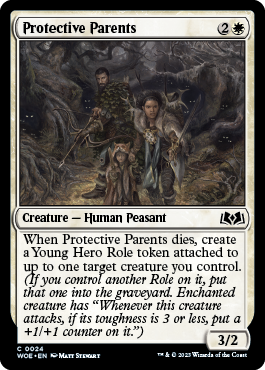 Protective Parents 2
Creature — Human Peasant
When Protective Parents dies, create
a Young Hero Role token attached to
up to one target creature you control.
(If you control another Role on it, put
that one into the graveyard. Enchanted
creature has “Whenever this creature
attacks, if its toughness is 3 or less, put a
+1/+1 counter on it.”)
3/2
C 0024
WOE • EN Matt Stewart
™ & © 2023 Wizards of the Coast